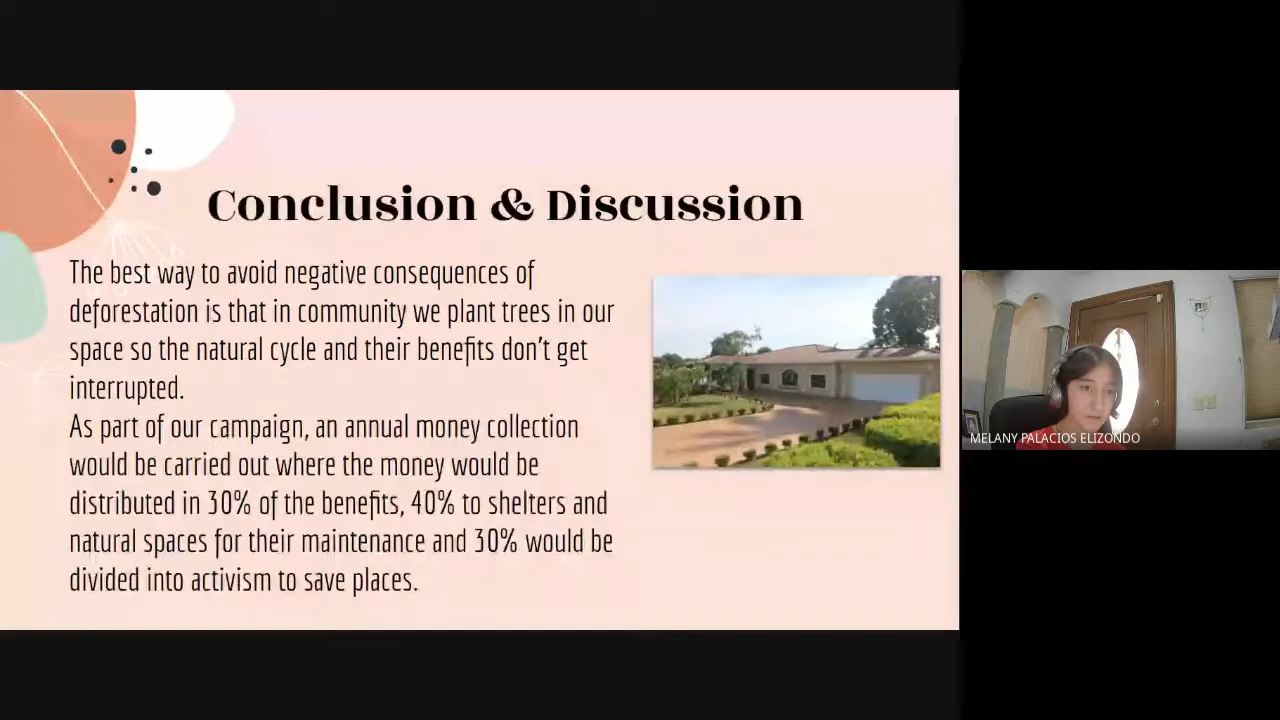 Conclusion & Discussion
The best way to avoid negative consequences of
deforestation is that in community we plant trees in our
space so the natural cycle and their benefits don't get
interrupted.
As part of our campaign, an annual money collection
would be carried out where the money would be
distributed in 30% of the benefits, 40% to shelters and
natural spaces for their maintenance and 30% would be
divided into activism to save places.
MELANY PALACIOS ELIZONDO